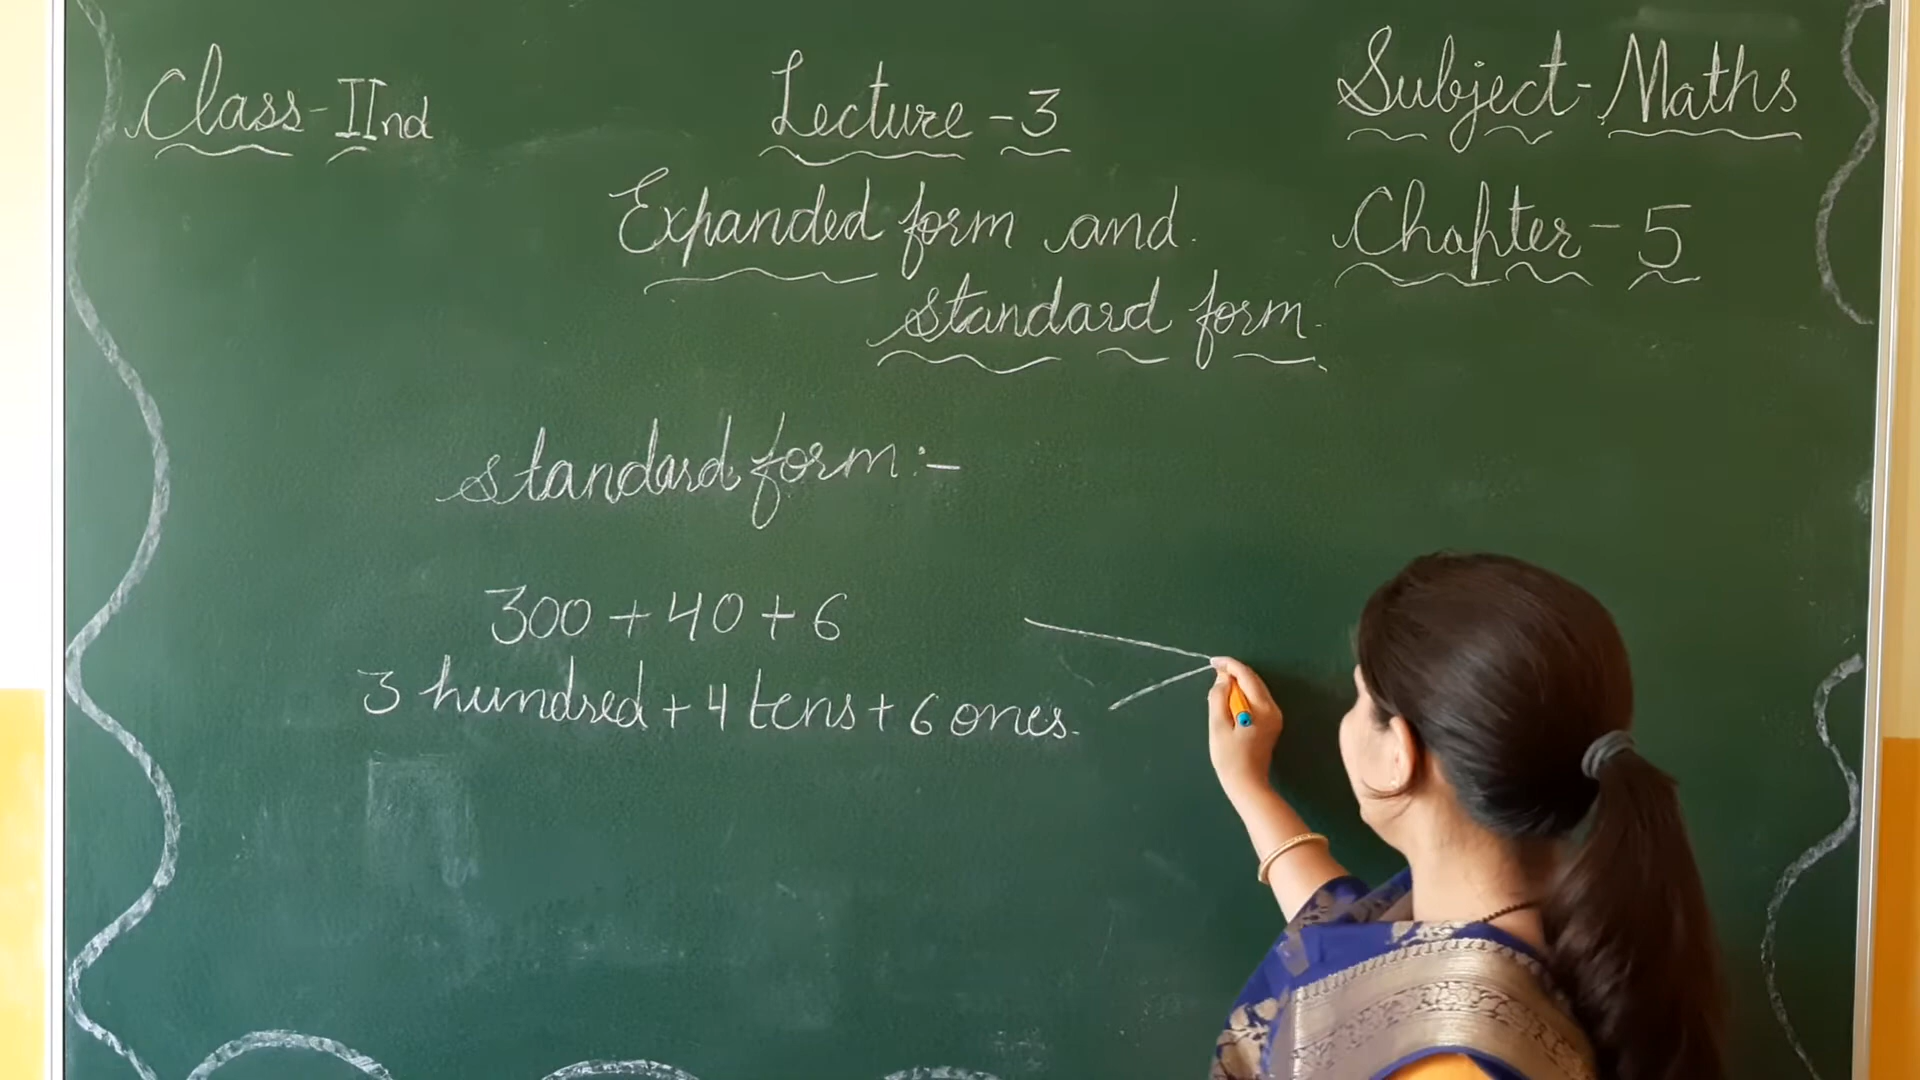 Class-IInd
Lecture-3
Subject-Maths
Expanded form and
standard form.
Chapter-5
standard form:-
300+40+6
3 hundred+4 tens+6 ones.